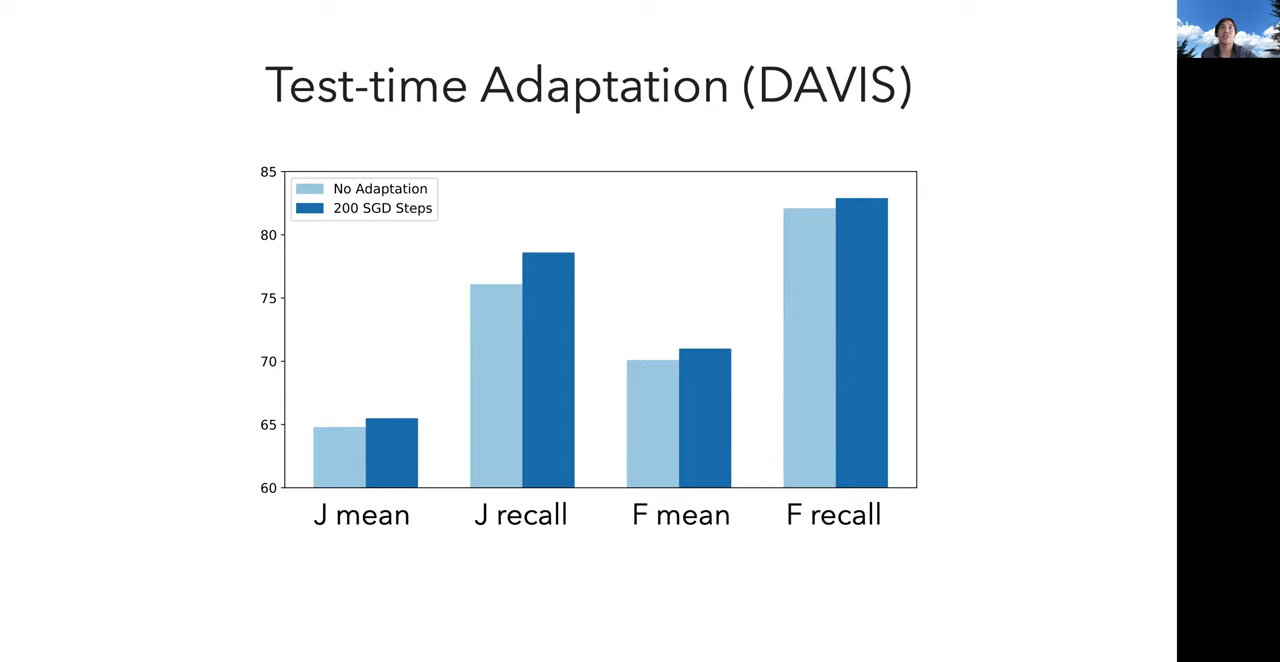 Test-time Adaptation (DAVIS)
85
No Adaptation
200 SGD Steps
80
75
70
65
60
J mean J recall F mean F recall